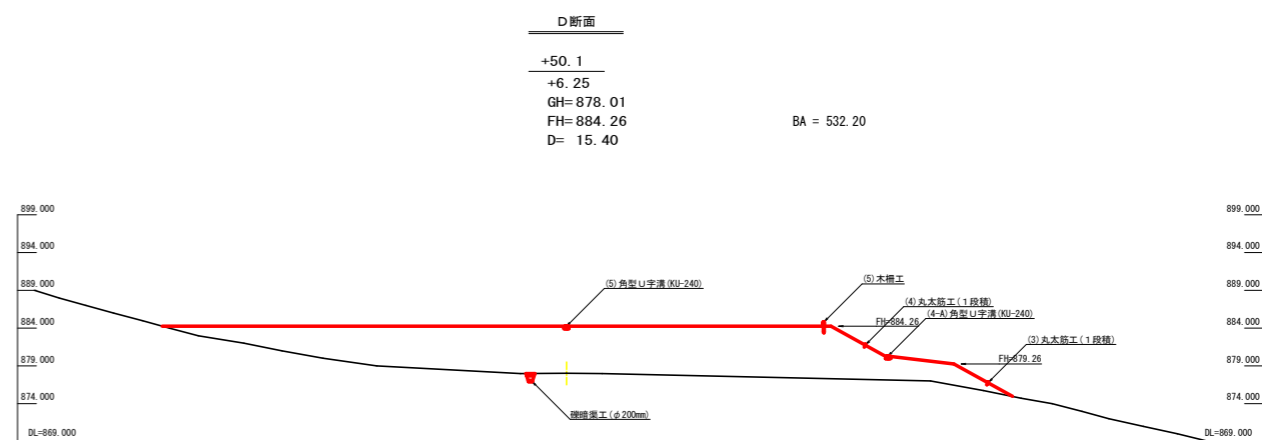 D断面
+50.1
+6.25
GH=878.01
FH=884.26
D= 15.40
BA = 532.20
899.000
899.000
894.000
894.000
889.000
889.000
(5)角型U字溝(KU-240)
(5)木柵工
(4)丸太筋工(1段積)
(4-A)角型U字溝(KU-240)
FH=884.26
884.000
884.000
(3)丸太筋工(1段積)
FH=879.26
879.000
879.000
874.000
874.000
礫暗渠工(φ200mm)
DL=869.000
DL=869.000